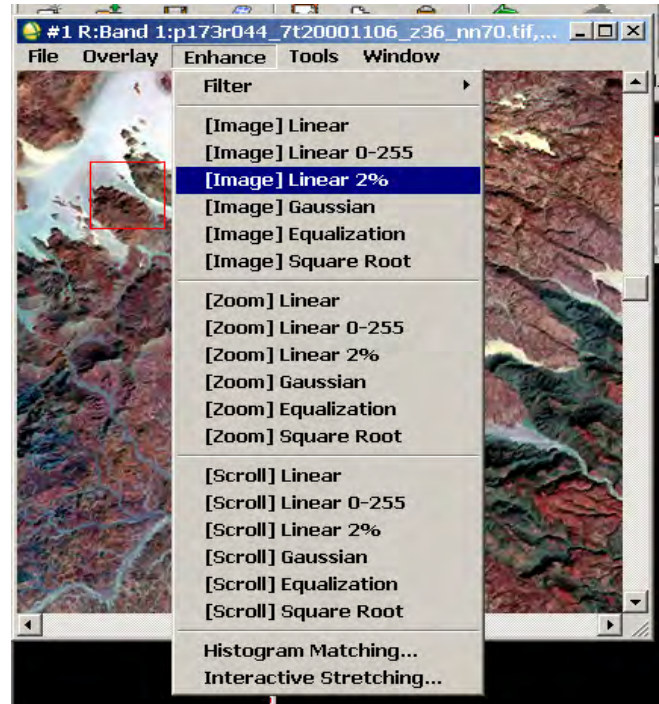 #1 R:Band 1:p173r044_7t20001106_z36_nn70.tif,...
File Overlay Enhance Tools Window
Filter
[Image] Linear
[Image] Linear 0-255
[Image] Linear 2%
[Image] Gaussian
[Image] Equalization
[Image] Square Root
[Zoom] Linear
[Zoom] Linear 0-255
[Zoom] Linear 2%
[Zoom] Gaussian
[Zoom] Equalization
[Zoom] Square Root
[Scroll] Linear
[Scroll] Linear 0-255
[Scroll] Linear 2%
[Scroll] Gaussian
[Scroll] Equalization
[Scroll] Square Root
Histogram Matching...
Interactive Stretching...